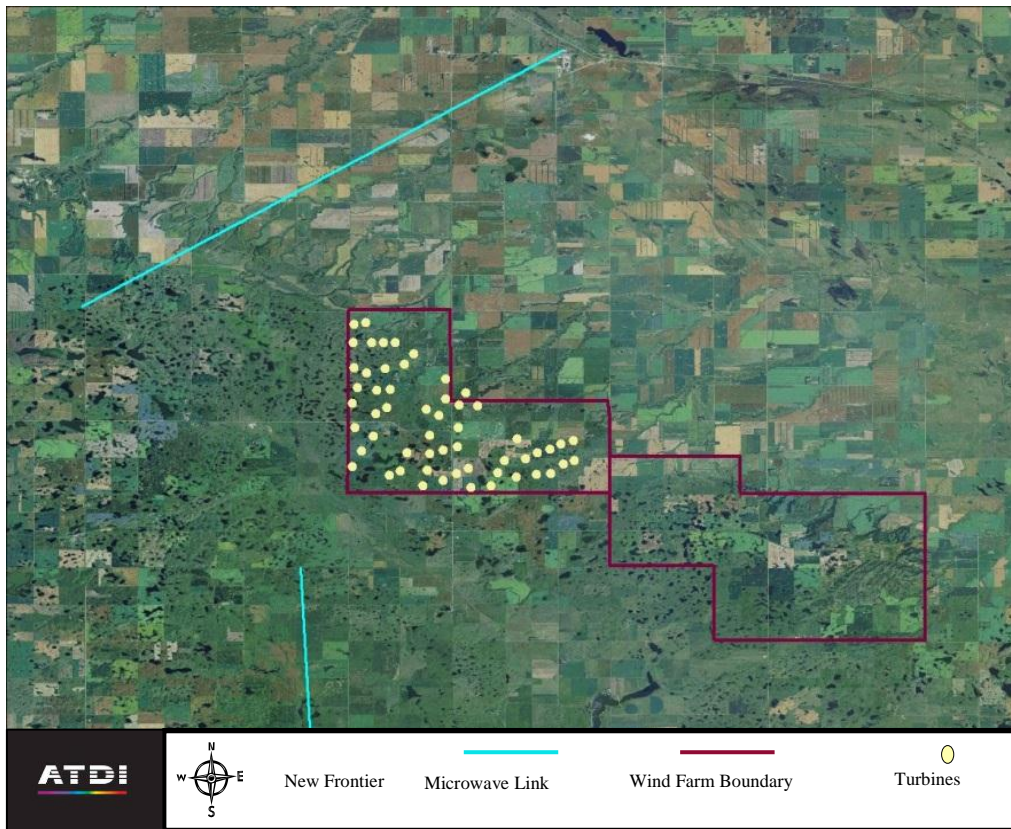 ATDI
N
W E
S
New Frontier
Microwave Link
Wind Farm Boundary
Turbines